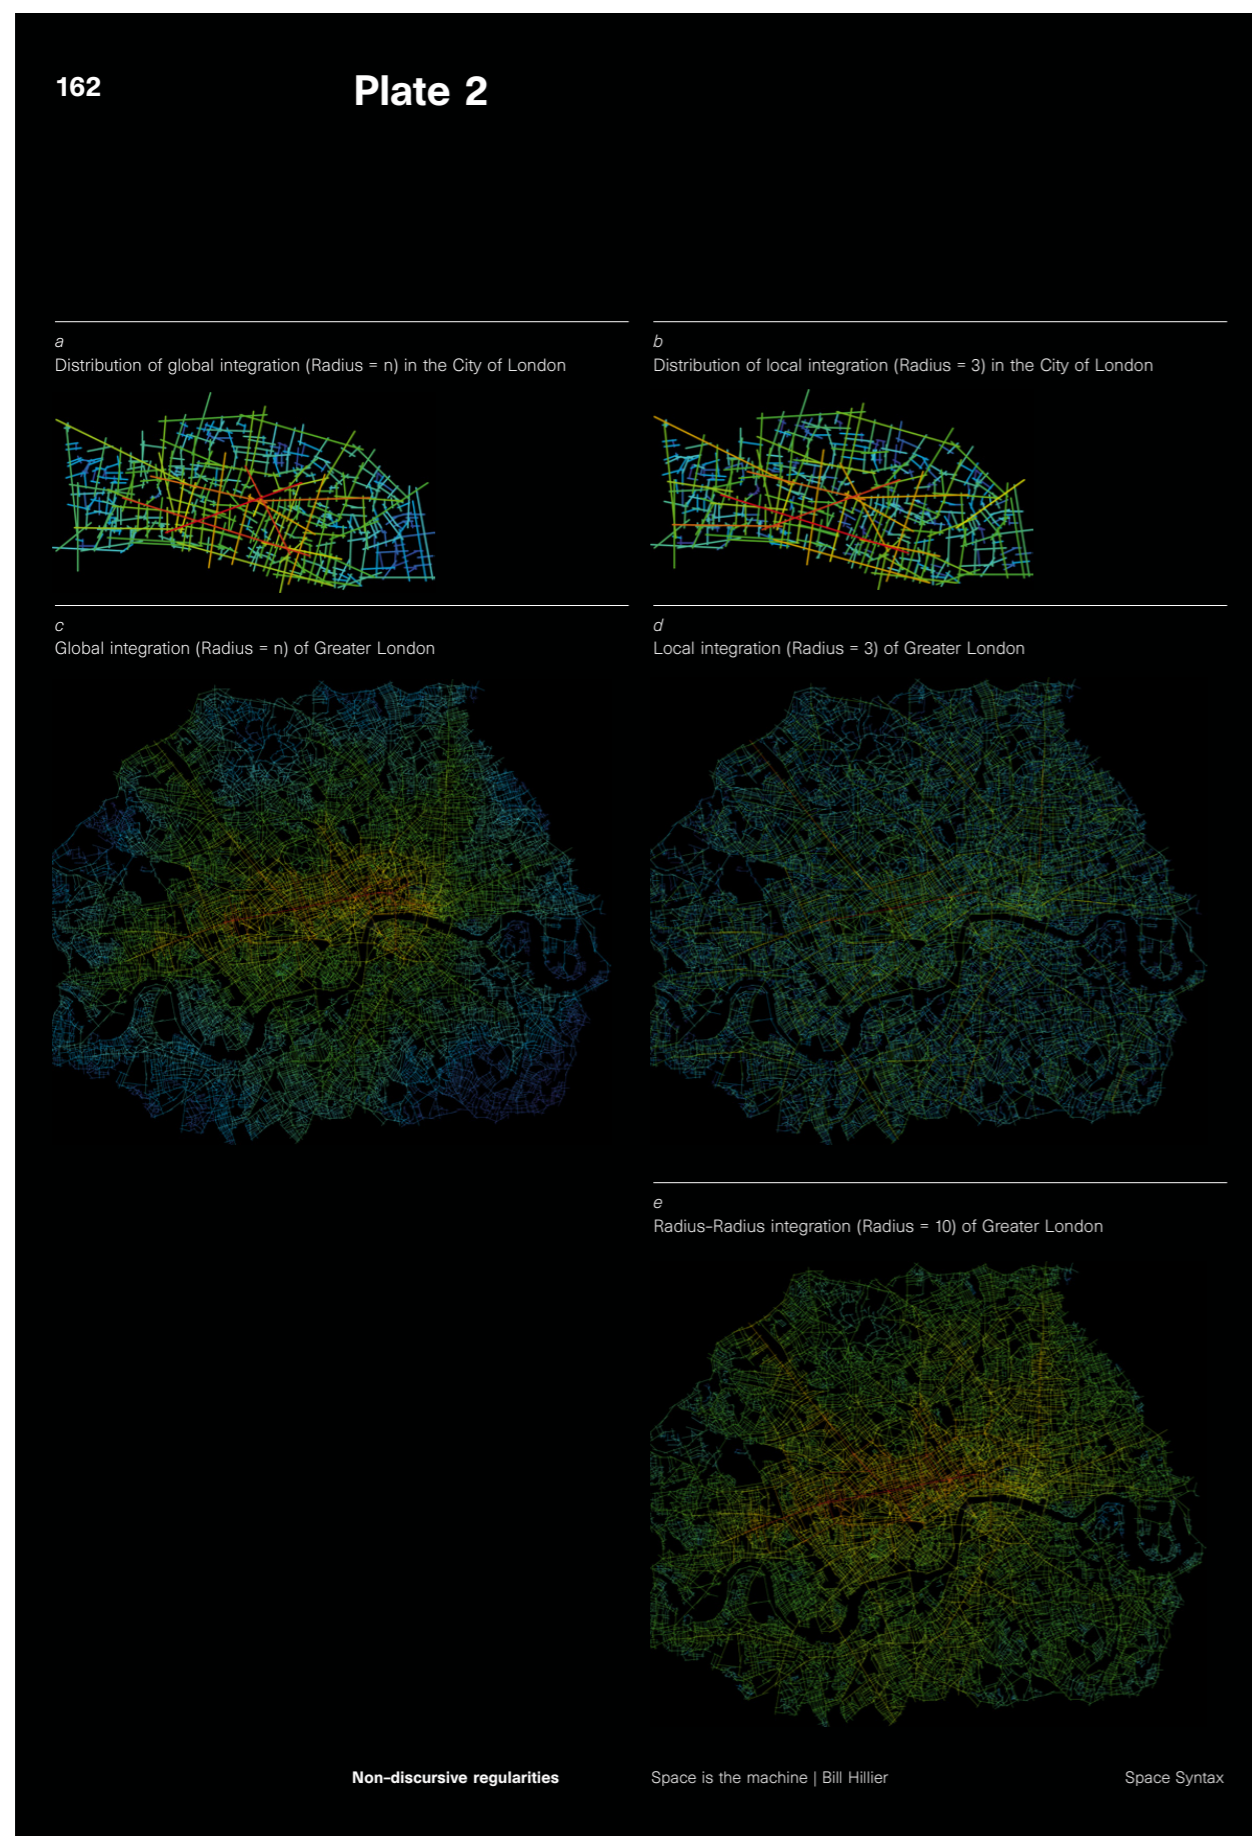 162
Plate 2
a
Distribution of global integration (Radius = n) in the City of London
b
Distribution of local integration (Radius = 3) in the City of London
c
Global integration (Radius = n) of Greater London
d
Local integration (Radius = 3) of Greater London
e
Radius–Radius integration (Radius = 10) of Greater London
Non–discursive regularities
Space is the machine | Bill Hillier
Space Syntax